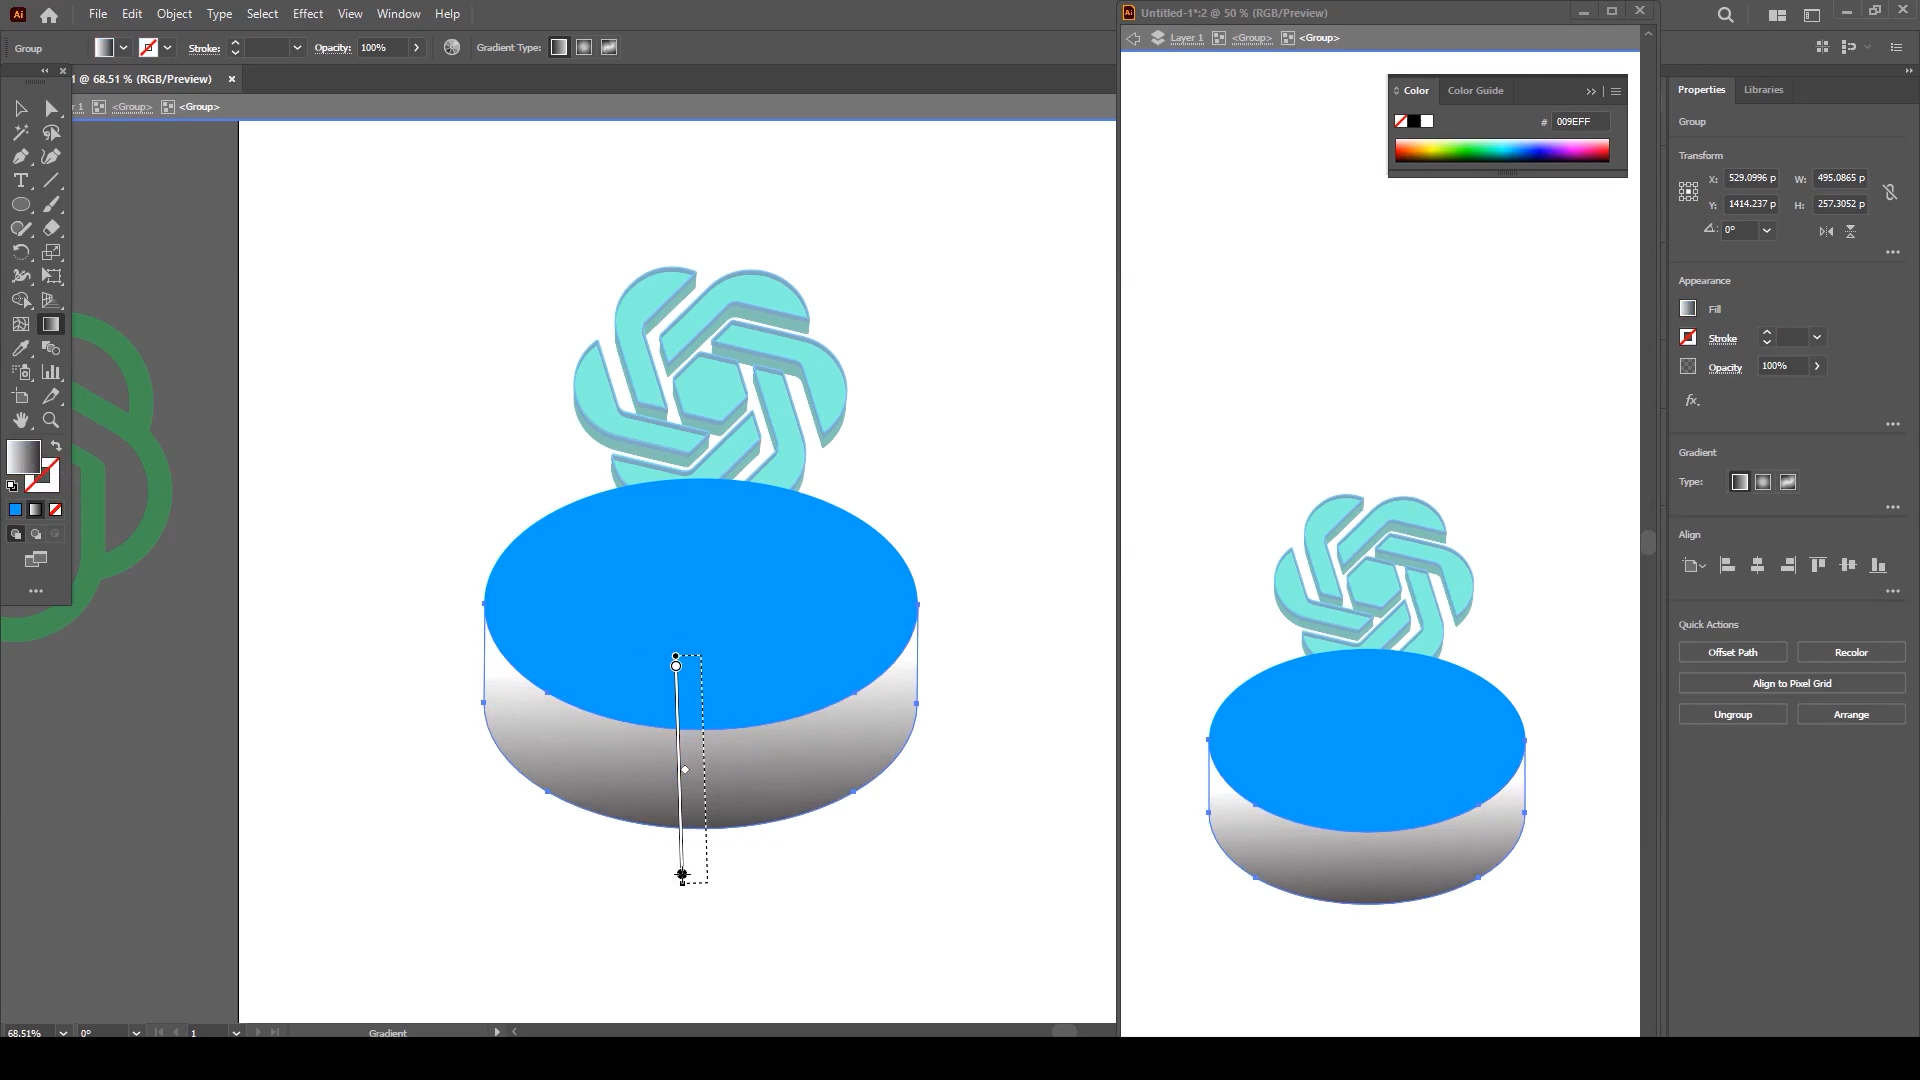 Ai
File Edit Object Type Select Effect View Window Help
Group
Stroke:
Opacity: 100%
Gradient Type:
1 @ 68.51 % (RGB/Preview)
r 1 <Group> <Group>
68.51% 0° 1 Gradient
Untitled-1*:2 @ 50 % (RGB/Preview)
Layer 1 <Group> <Group>
Color Color Guide
# 009EFF
Properties Libraries
Group
Transform
X: 529.0996 p W: 495.0865 p
Y: 1414.237 p H: 257.3052 p
0°
Appearance
Fill
Stroke
Opacity 100%
fx.
Gradient
Type:
Align
Quick Actions
Offset Path Recolor
Align to Pixel Grid
Ungroup Arrange